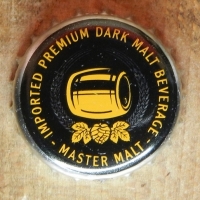 - IMPORTED PREMIUM DARK MALT BEVERAGE -
MASTER MALT